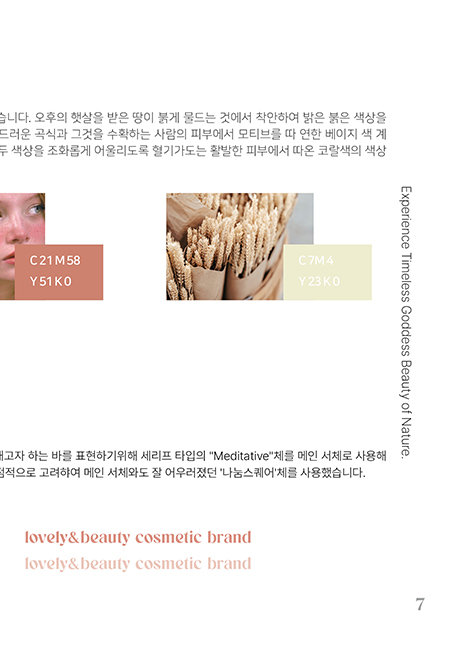 습니다. 오후의 햇살을 받은 땅이 붉게 물드는 것에서 착안하여 밝은 붉은 색상을
드러운 곡식과 그것을 수확하는 사람의 피부에서 모티브를 따 연한 베이지 색 계
두 색상을 조화롭게 어울리도록 혈기가도는 활발한 피부에서 따온 코랄색의 색상
C21M58
Y51K0
C7M4
Y23K0
Experience Timeless Goddess Beauty of Nature.
내고자 하는 바를 표현하기위해 세리프 타입의 "Meditative"체를 메인 서체로 사용해
점적으로 고려햐여 메인 서체와도 잘 어우러졌던 '나눔스퀘어'체를 사용했습니다.
lovely&beauty cosmetic brand
lovely&beauty cosmetic brand
7